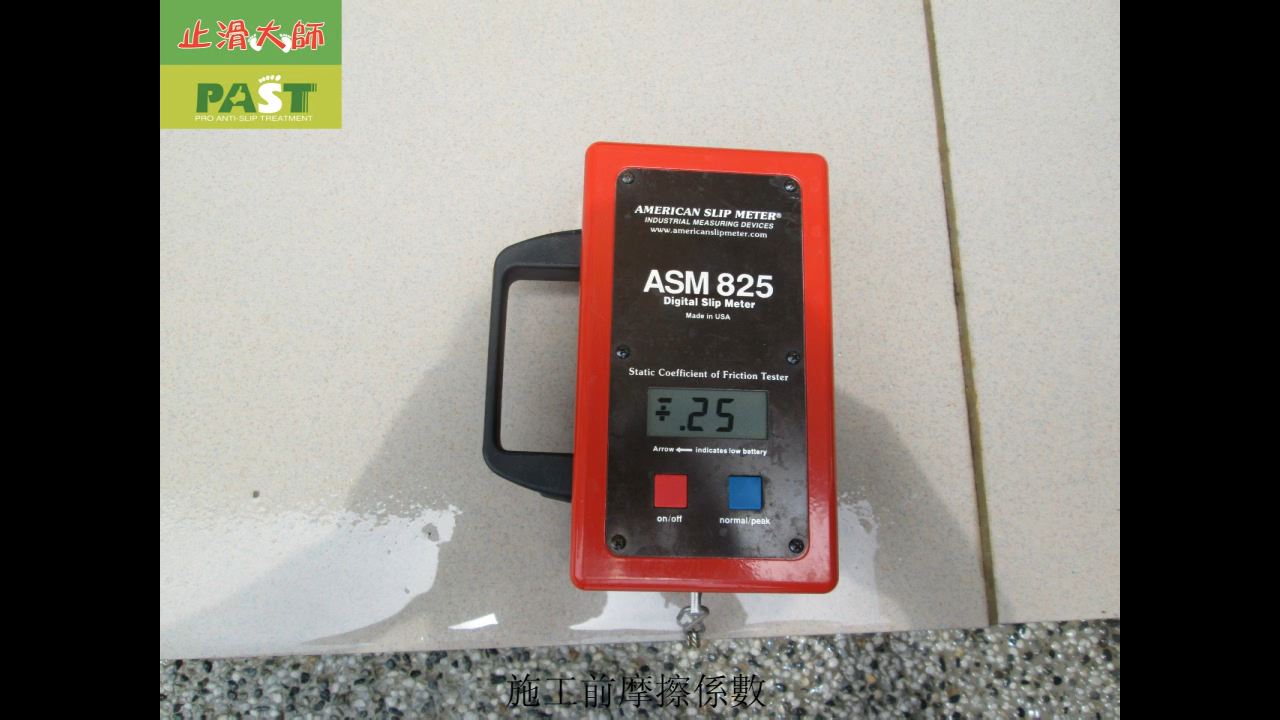 止滑大師
PAST
PRO ANTI-SLIP TREATMENT
AMERICAN SLIP METER®
INDUSTRIAL MEASURING DEVICES
www.americanslipmeter.com
ASM 825
Digital Slip Meter
Made in USA
Static Coefficient of Friction Tester
.25
Arrow ← indicates low battery
on/off
normal/peak
施工前摩擦係數